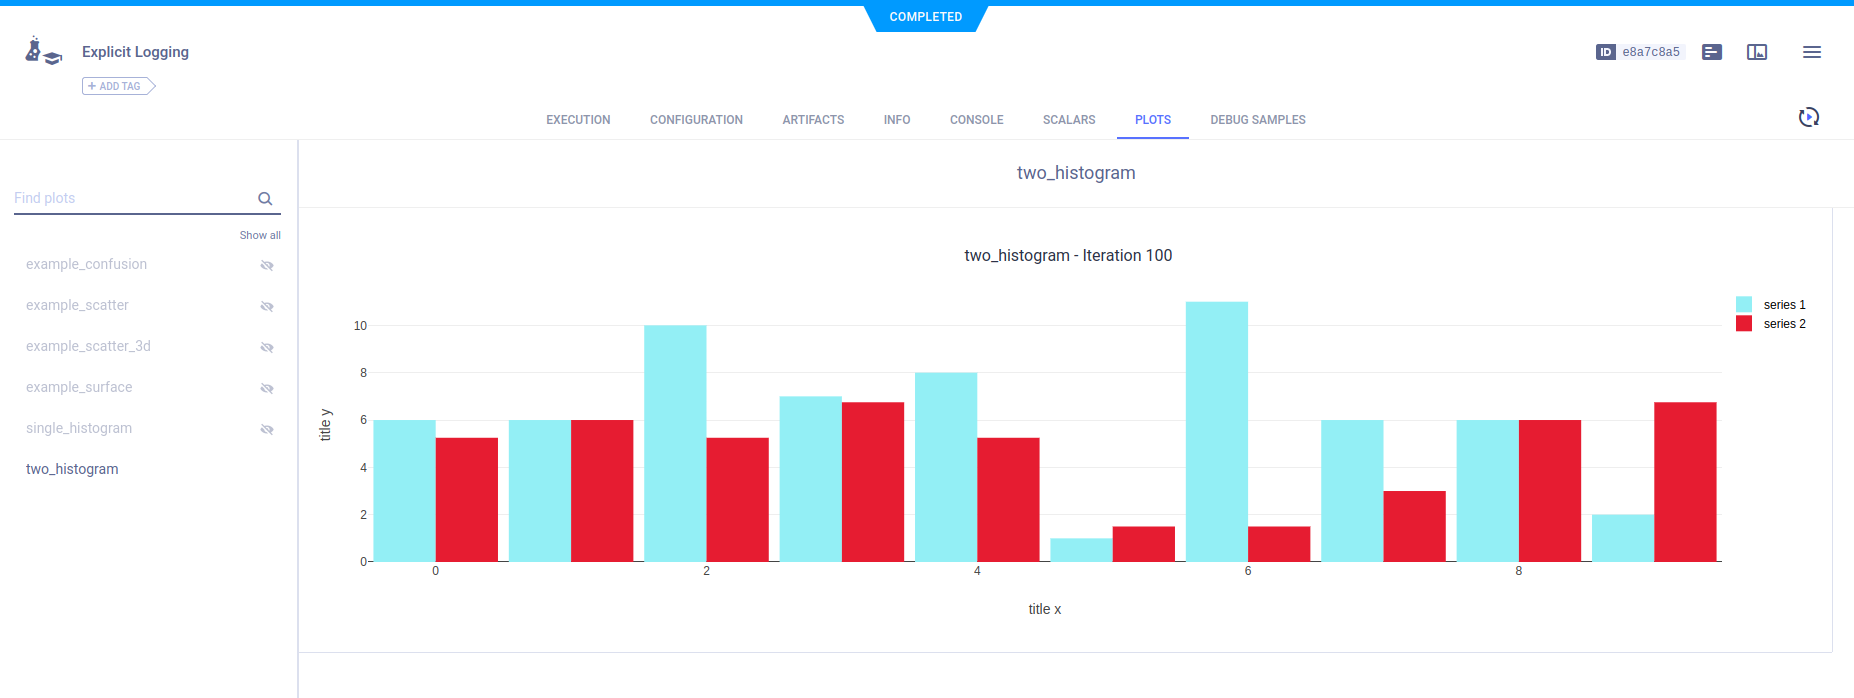 COMPLETED
Explicit Logging
ID e8a7c8a5
+ ADD TAG
EXECUTION CONFIGURATION ARTIFACTS INFO CONSOLE SCALARS PLOTS DEBUG SAMPLES
Find plots
Show all
example_confusion
example_scatter
example_scatter_3d
example_surface
single_histogram
two_histogram
two_histogram
two_histogram - Iteration 100
series 1
series 2
title y
10
8
6
4
2
0
0 2 4 6 8
title x